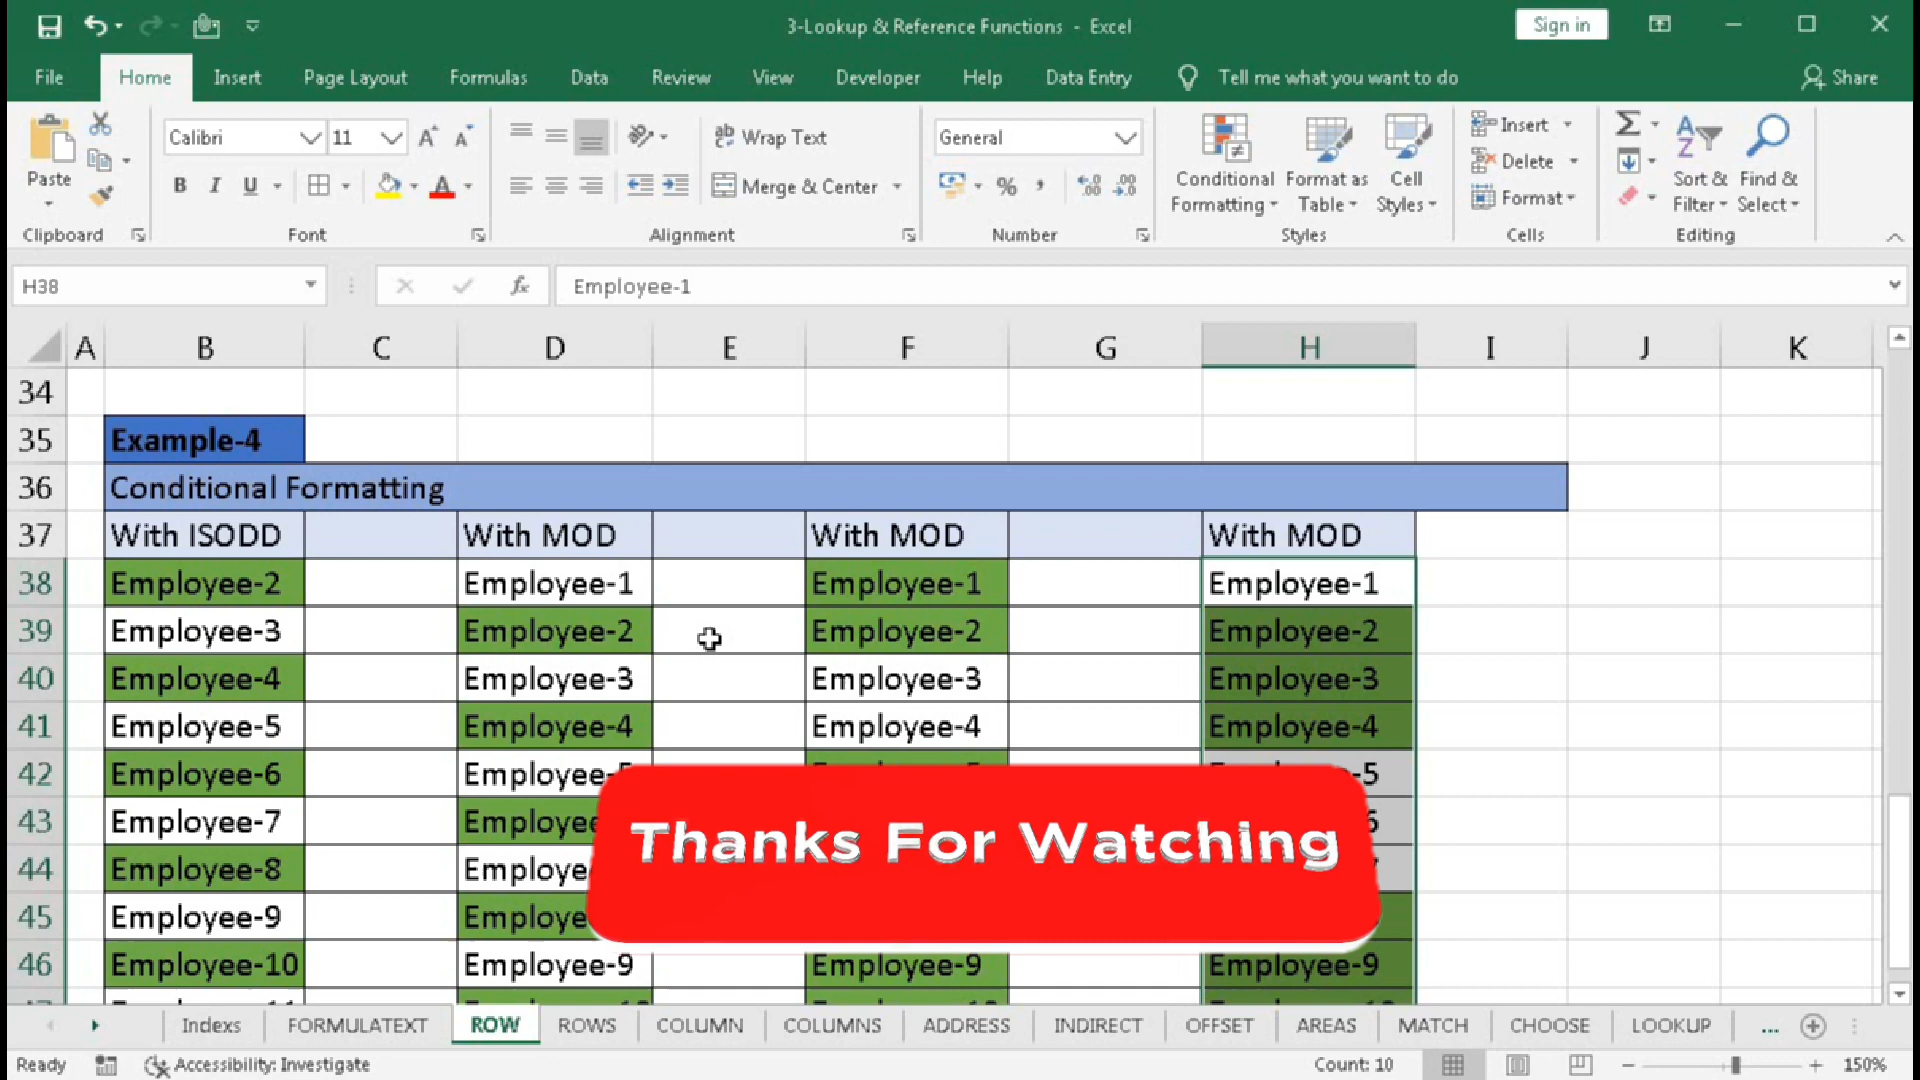 3-Lookup & Reference Functions - Excel
Sign in
File Home Insert Page Layout Formulas Data Review View Developer Help Data Entry Tell me what you want to do Share
Calibri 11 Wrap Text General Insert
Paste Merge & Center Conditional Formatting Format as Table Cell Styles Delete Format Sort & Filter Find & Select
Clipboard Font Alignment Number Styles Cells Editing
H38 fx Employee-1
A B C D E F G H I J K
34
35 Example-4
36 Conditional Formatting
37 With ISODD With MOD With MOD With MOD
38 Employee-2 Employee-1 Employee-1 Employee-1
39 Employee-3 Employee-2 Employee-2 Employee-2
40 Employee-4 Employee-3 Employee-3 Employee-3
41 Employee-5 Employee-4 Employee-4 Employee-4
42 Employee-6
43 Employee-7
44 Employee-8
45 Employee-9
46 Employee-10 Employee-9 Employee-9 Employee-9
Thanks For Watching
Indexs FORMULATEXT ROW ROWS COLUMN COLUMNS ADDRESS INDIRECT OFFSET AREAS MATCH CHOOSE LOOKUP ...
Ready Accessibility: Investigate Count: 10 150%